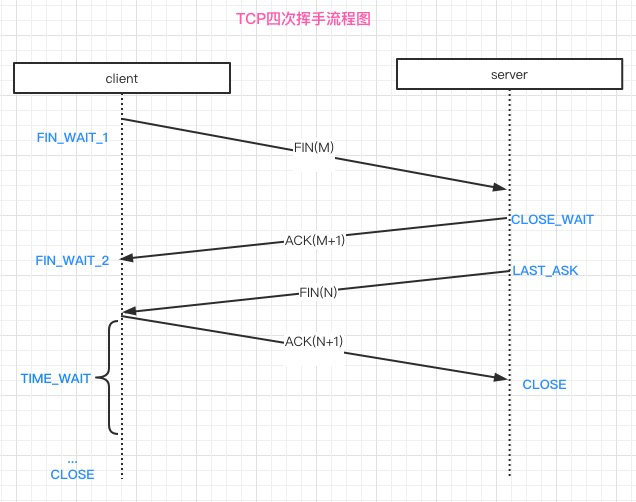 TCP四次挥手流程图
client
server
FIN_WAIT_1
FIN(M)
CLOSE_WAIT
ACK(M+1)
FIN_WAIT_2
LAST_ASK
FIN(N)
ACK(N+1)
TIME_WAIT
CLOSE
...
CLOSE